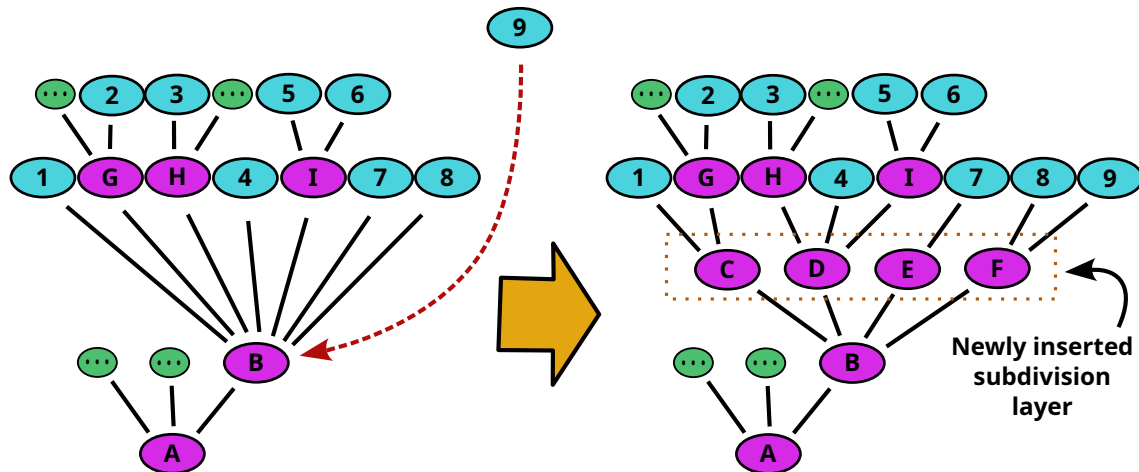 9
... 2 3 ... 5 6
1 G H 4 I 7 8
B
... ...
A
... 2 3 ... 5 6
1 G H 4 I 7 8 9
C D E F
B
... ...
A
Newly inserted
subdivision
layer